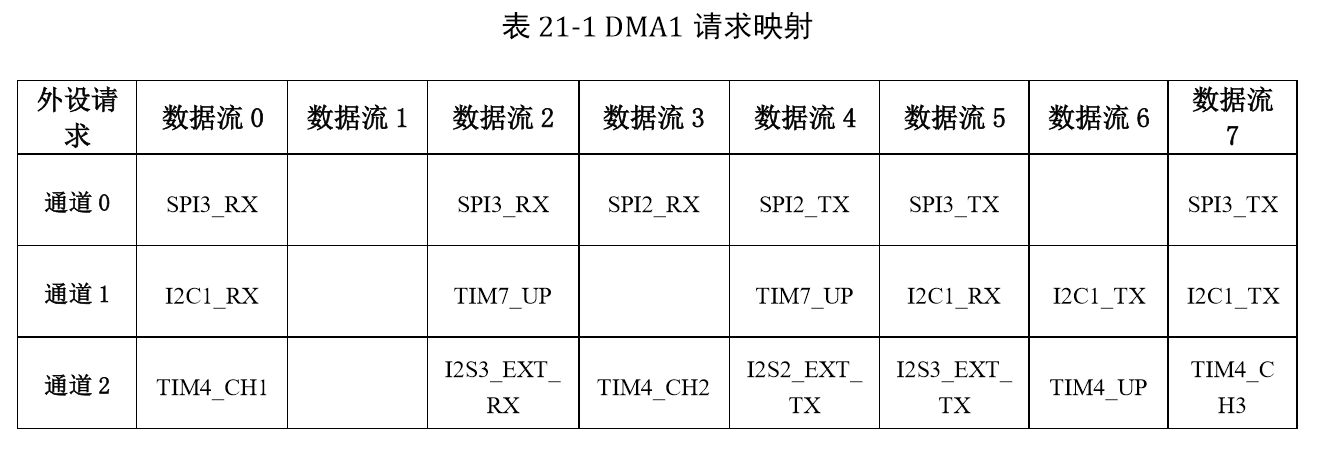 表 21-1 DMA1 请求映射
外设请
求
数据流 0
数据流 1
数据流 2
数据流 3
数据流 4
数据流 5
数据流 6
数据流
7
通道 0
SPI3_RX
SPI3_RX
SPI2_RX
SPI2_TX
SPI3_TX
SPI3_TX
通道 1
I2C1_RX
TIM7_UP
TIM7_UP
I2C1_RX
I2C1_TX
I2C1_TX
通道 2
TIM4_CH1
I2S3_EXT_
RX
TIM4_CH2
I2S2_EXT_
TX
I2S3_EXT_
TX
TIM4_UP
TIM4_C
H3